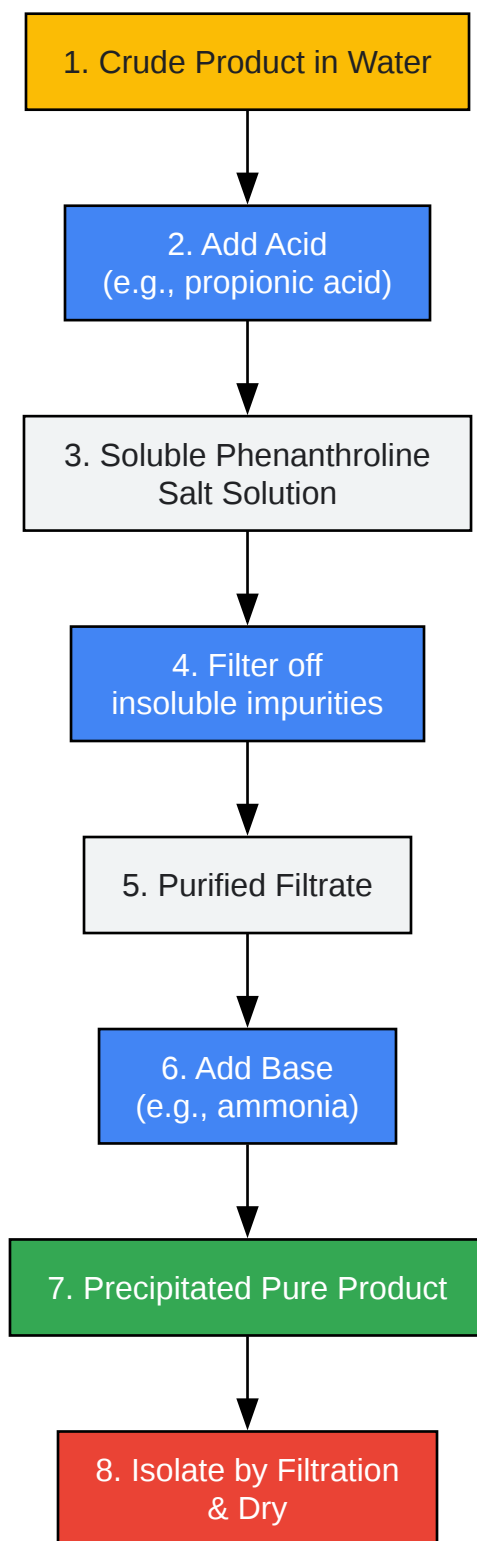 1. Crude Product in Water
2. Add Acid
(e.g., propionic acid)
3. Soluble Phenanthroline
Salt Solution
4. Filter off
insoluble impurities
5. Purified Filtrate
6. Add Base
(e.g., ammonia)
7. Precipitated Pure Product
8. Isolate by Filtration
& Dry